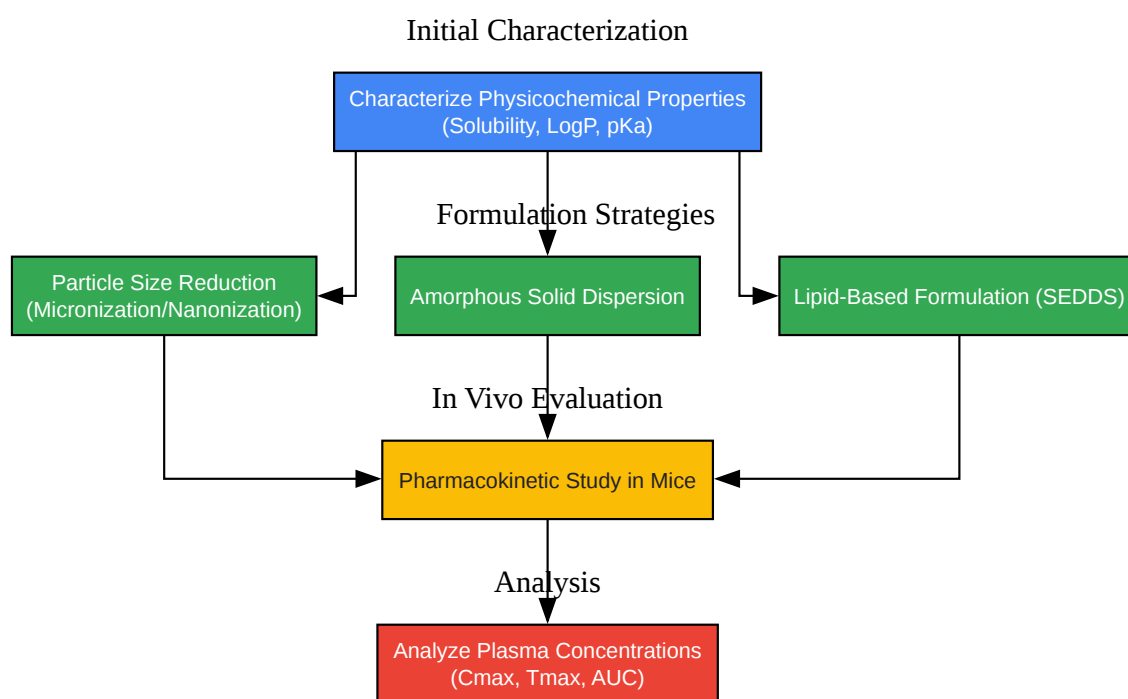 Initial Characterization
Characterize Physicochemical Properties
(Solubility, LogP, pKa)
Formulation Strategies
Particle Size Reduction
(Micronization/Nanonization)
Amorphous Solid Dispersion
Lipid-Based Formulation (SEDDS)
In Vivo Evaluation
Pharmacokinetic Study in Mice
Analysis
Analyze Plasma Concentrations
(Cmax, Tmax, AUC)